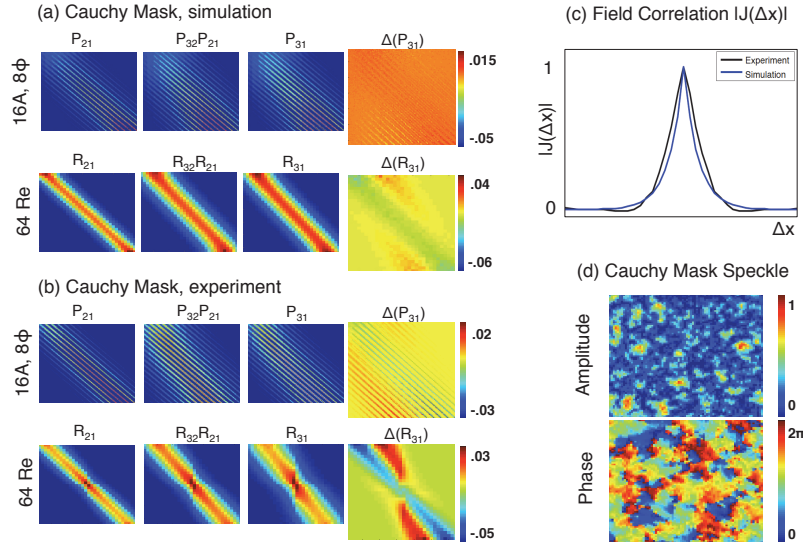 (a) Cauchy Mask, simulation
P21 P32P21 P31 Δ(P31)
16A, 8ϕ
.015
-.05
R21 R32R21 R31 Δ(R31)
64 Re
.04
-.06
(b) Cauchy Mask, experiment
P21 P32P21 P31 Δ(P31)
16A, 8ϕ
.02
-.03
R21 R32R21 R31 Δ(R31)
64 Re
.03
-.05
(c) Field Correlation |J(Δx)|
Experiment
Simulation
1
|J(Δx)|
0
Δx
(d) Cauchy Mask Speckle
Amplitude
1
0
Phase
2π
0